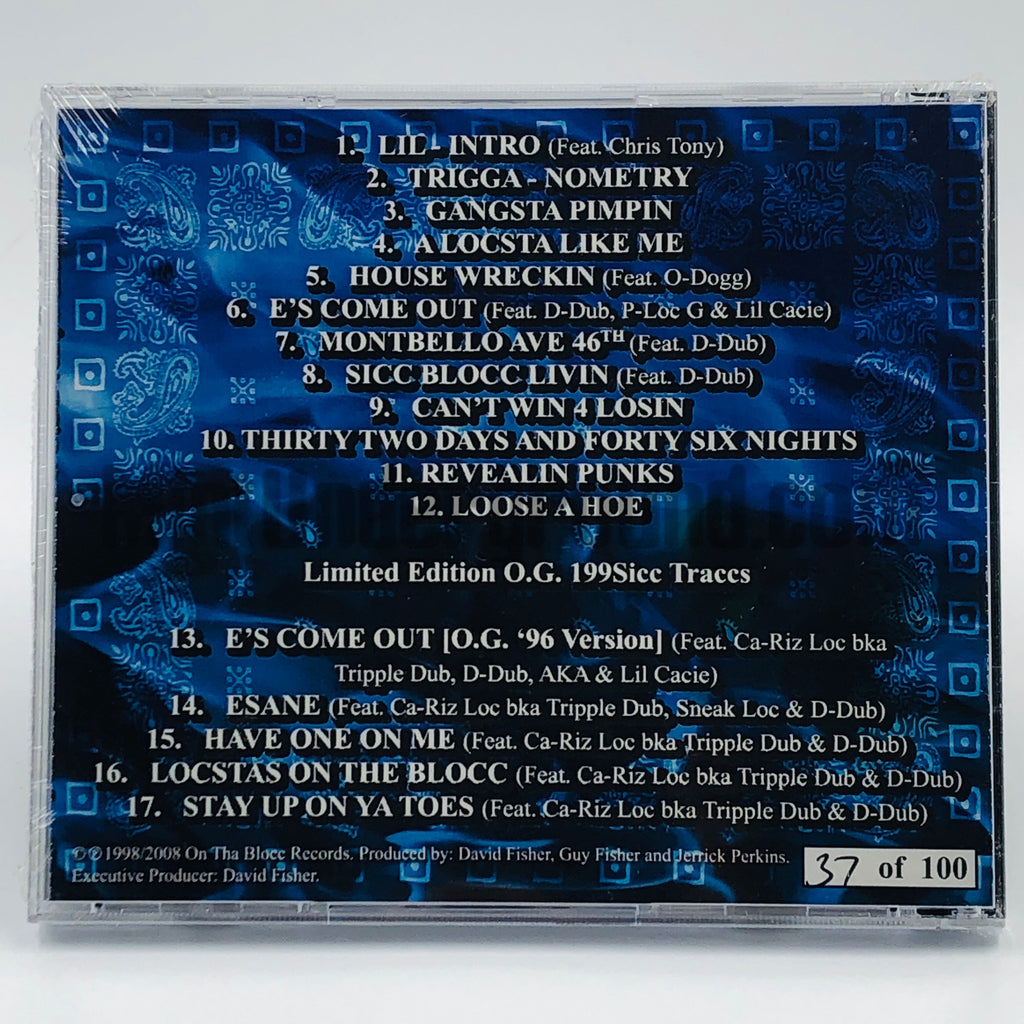 1. LIL - INTRO (Feat. Chris Tony)
2. TRIGGA - NOMETRY
3. GANGSTA PIMPIN
4. A LOCSTA LIKE ME
5. HOUSE WRECKIN (Feat. O-Dogg)
6. E'S COME OUT (Feat. D-Dub, P-Loc G & Lil Cacie)
7. MONTBELLO AVE 46TH (Feat. D-Dub)
8. SICC BLOCC LIVIN (Feat. D-Dub)
9. CAN'T WIN 4 LOSIN
10. THIRTY TWO DAYS AND FORTY SIX NIGHTS
11. REVEALIN PUNKS
12. LOOSE A HOE
Limited Edition O.G. 199Sicc Traccs
13. E'S COME OUT [O.G. '96 Version] (Feat. Ca-Riz Loc bka
Tripple Dub, D-Dub, AKA & Lil Cacie)
14. ESANE (Feat. Ca-Riz Loc bka Tripple Dub, Sneak Loc & D-Dub)
15. HAVE ONE ON ME (Feat. Ca-Riz Loc bka Tripple Dub & D-Dub)
16. LOCSTAS ON THE BLOCC (Feat. Ca-Riz Loc bka Tripple Dub & D-Dub)
17. STAY UP ON YA TOES (Feat. Ca-Riz Loc bka Tripple Dub & D-Dub)
©℗1998/2008 On Tha Blocc Records. Produced by: David Fisher, Guy Fisher and Jerrick Perkins.
Executive Producer: David Fisher.
37 of 100